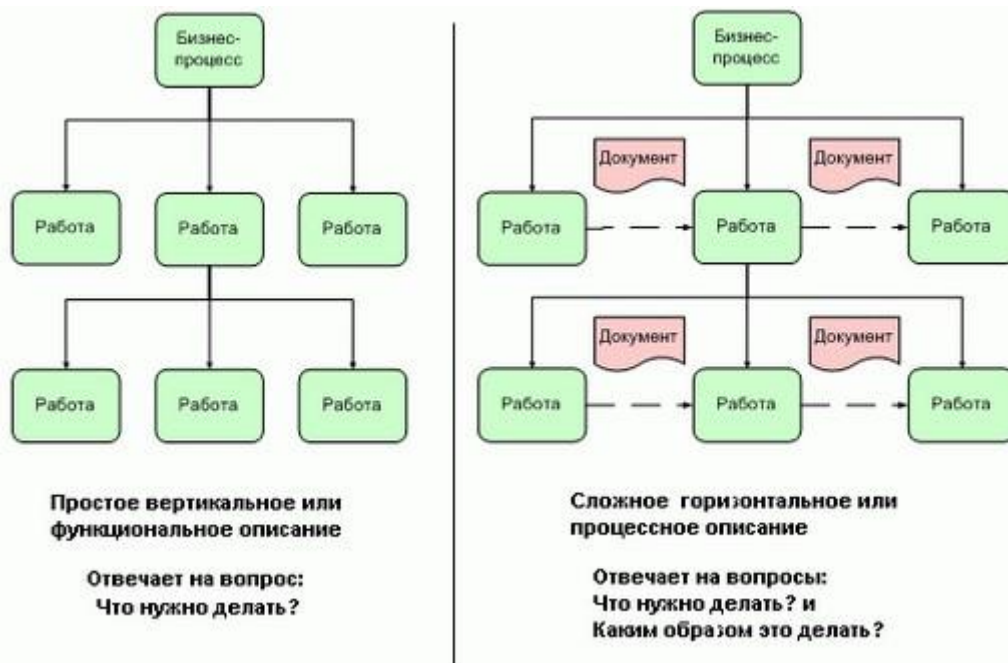 Бизнес-
процесс
Работа
Работа
Работа
Работа
Работа
Работа
Простое вертикальное или
функциональное описание
Отвечает на вопрос:
Что нужно делать?
Бизнес-
процесс
Документ
Документ
Работа
Работа
Работа
Документ
Документ
Работа
Работа
Работа
Сложное горизонтальное или
процессное описание
Отвечает на вопросы:
Что нужно делать? и
Каким образом это делать?